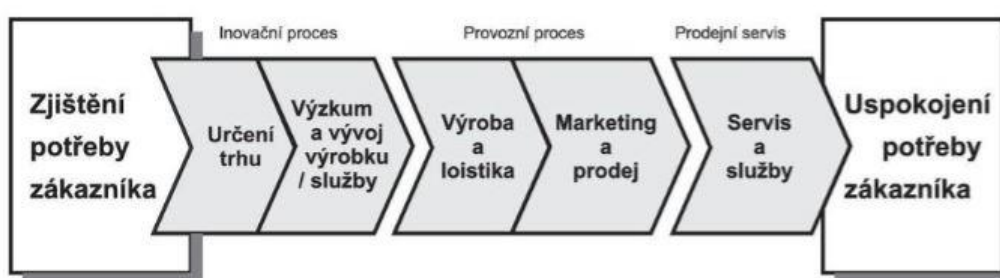 Inovační proces
Provozní proces
Prodejní servis
Zjištění
potřeby
zákazníka
Určení
trhu
Výzkum
a vývoj
výrobku
/ služby
Výroba
a
loistika
Marketing
a
prodej
Servis
a
služby
Uspokojení
potřeby
zákazníka